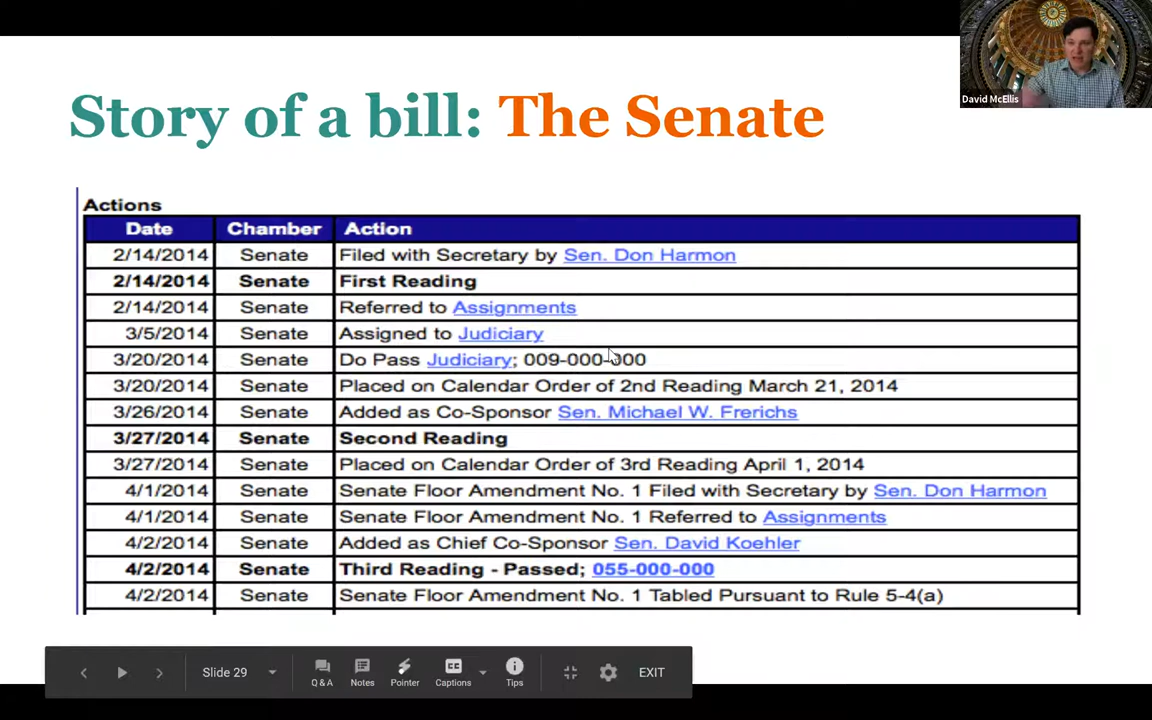 David McEllis
Story of a bill: The Senate
Actions
Date Chamber Action
2/14/2014 Senate Filed with Secretary by Sen. Don Harmon
2/14/2014 Senate First Reading
2/14/2014 Senate Referred to Assignments
3/5/2014 Senate Assigned to Judiciary
3/20/2014 Senate Do Pass Judiciary; 009-000-000
3/20/2014 Senate Placed on Calendar Order of 2nd Reading March 21, 2014
3/26/2014 Senate Added as Co-Sponsor Sen. Michael W. Frerichs
3/27/2014 Senate Second Reading
3/27/2014 Senate Placed on Calendar Order of 3rd Reading April 1, 2014
4/1/2014 Senate Senate Floor Amendment No. 1 Filed with Secretary by Sen. Don Harmon
4/1/2014 Senate Senate Floor Amendment No. 1 Referred to Assignments
4/2/2014 Senate Added as Chief Co-Sponsor Sen. David Koehler
4/2/2014 Senate Third Reading - Passed; 055-000-000
4/2/2014 Senate Senate Floor Amendment No. 1 Tabled Pursuant to Rule 5-4(a)
Slide 29 Q & A Notes Pointer CC Captions Tips EXIT